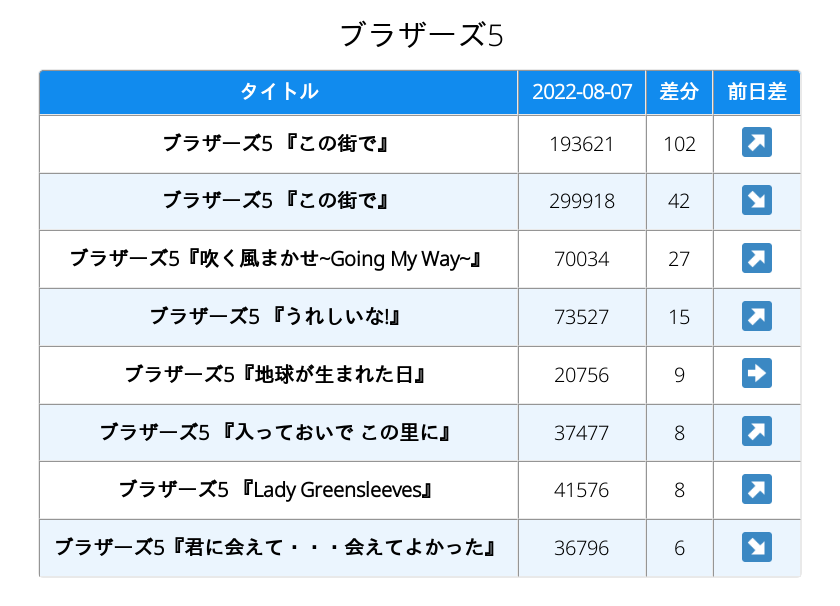 ブラザーズ5
タイトル 2022-08-07 差分 前日差
ブラザーズ5 『この街で』 193621 102
ブラザーズ5 『この街で』 299918 42
ブラザーズ5『吹く風まかせ~Going My Way~』 70034 27
ブラザーズ5 『うれしいな!』 73527 15
ブラザーズ5『地球が生まれた日』 20756 9
ブラザーズ5 『入っておいで この里に』 37477 8
ブラザーズ5 『Lady Greensleeves』 41576 8
ブラザーズ5『君に会えて・・・会えてよかった』 36796 6